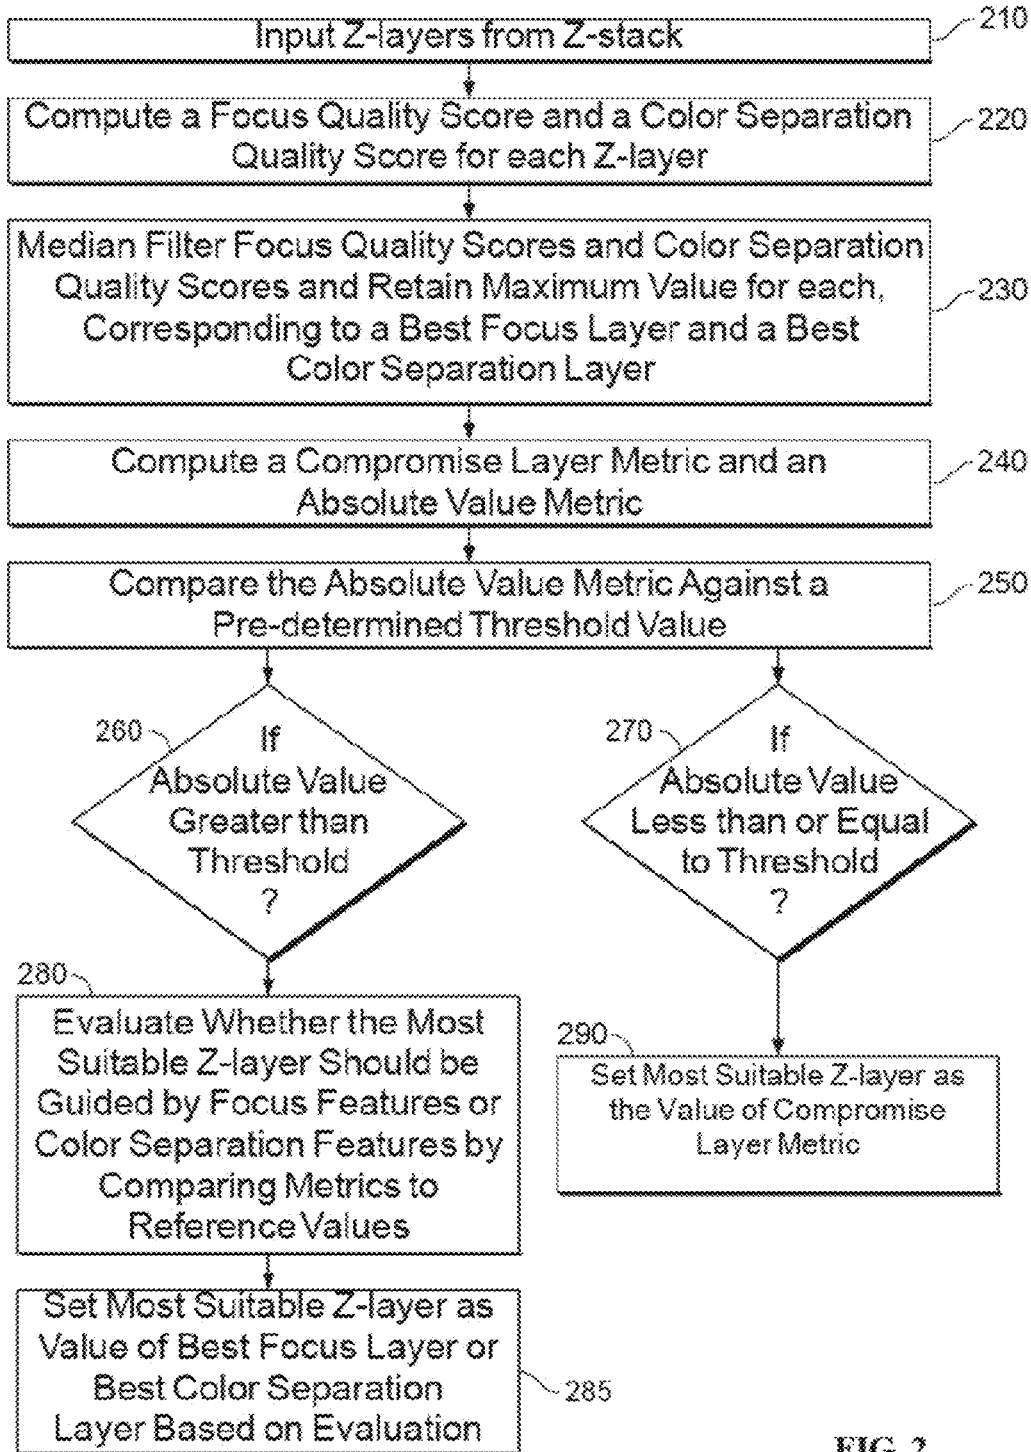 Input Z-layers from Z-stack
210
Compute a Focus Quality Score and a Color Separation
Quality Score for each Z-layer
220
Median Filter Focus Quality Scores and Color Separation
Quality Scores and Retain Maximum Value for each,
Corresponding to a Best Focus Layer and a Best
Color Separation Layer
230
Compute a Compromise Layer Metric and an
Absolute Value Metric
240
Compare the Absolute Value Metric Against a
Pre-determined Threshold Value
250
260
If
Absolute Value
Greater than
Threshold
?
270
If
Absolute Value
Less than or Equal
to Threshold
?
280
Evaluate Whether the Most
Suitable Z-layer Should be
Guided by Focus Features or
Color Separation Features by
Comparing Metrics to
Reference Values
290
Set Most Suitable Z-layer as
the Value of Compromise
Layer Metric
Set Most Suitable Z-layer as
Value of Best Focus Layer or
Best Color Separation
Layer Based on Evaluation
285
FIG. 2